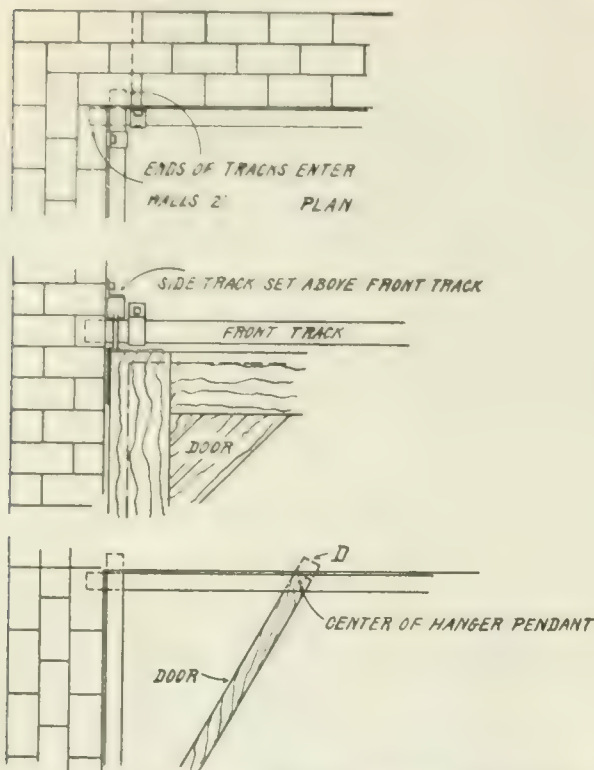 ENDS OF TRACKS ENTER
WALLS 2" PLAN
SIDE TRACK SET ABOVE FRONT TRACK
FRONT TRACK
DOOR
D
CENTER OF HANGER PENDANT
DOOR